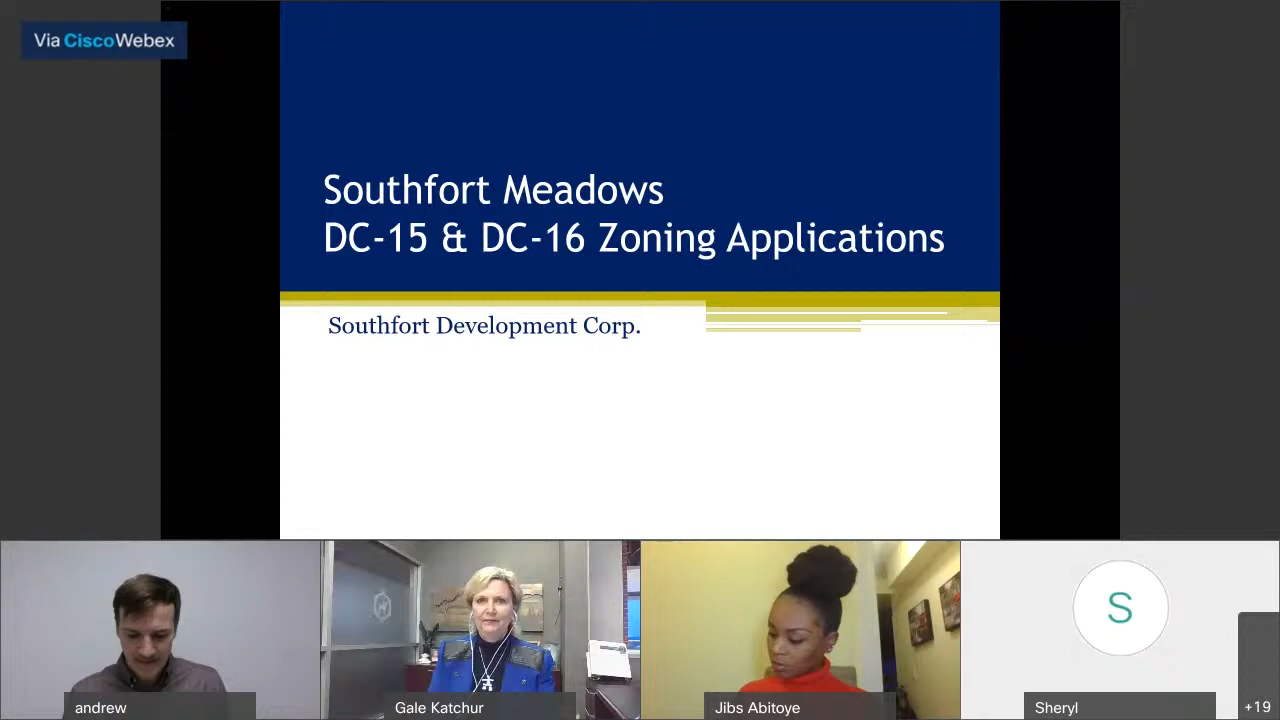 Via CiscoWebex
Southfort Meadows
DC-15 & DC-16 Zoning Applications
Southfort Development Corp.
andrew
Gale Katchur
Jibs Abitoye
S
Sheryl
+19